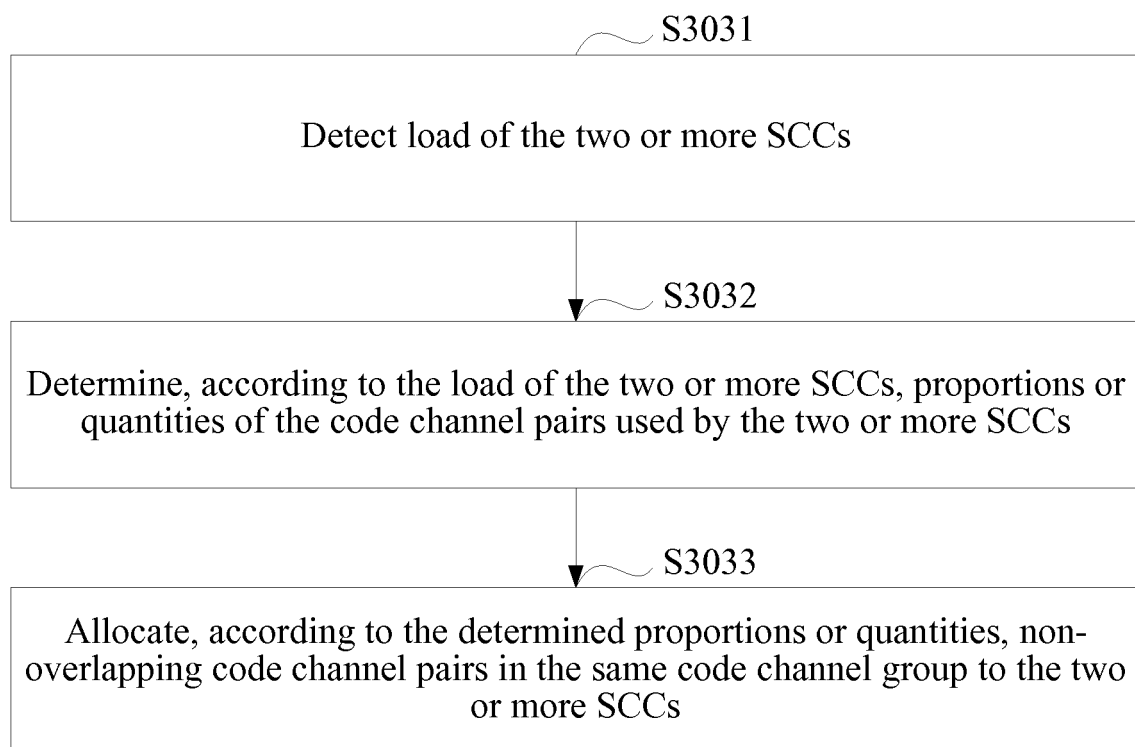 S3031
Detect load of the two or more SCCs
S3032
Determine, according to the load of the two or more SCCs, proportions or
quantities of the code channel pairs used by the two or more SCCs
S3033
Allocate, according to the determined proportions or quantities, non-
overlapping code channel pairs in the same code channel group to the two
or more SCCs